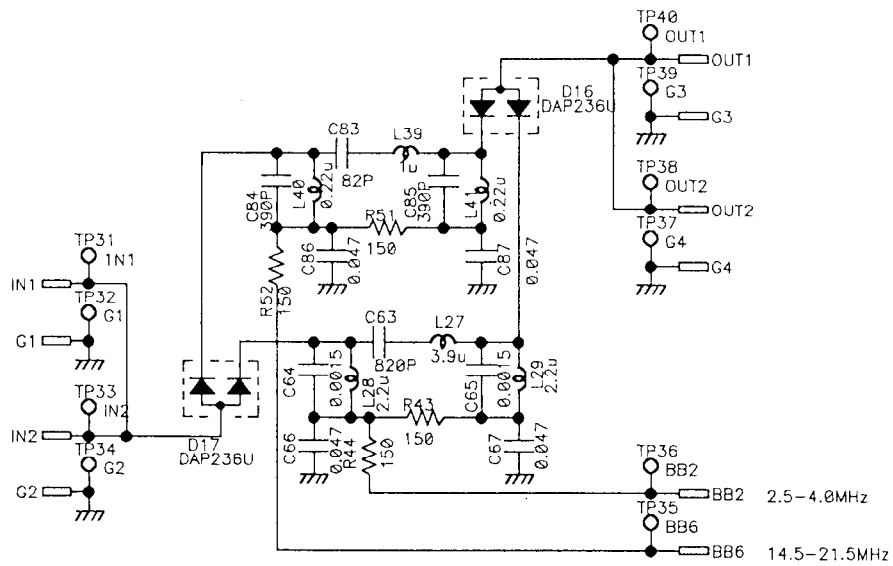 TP40
OUT1
OUT1
D16
DAP236U
TP39
G3
G3
C83
82P
L39
1u
C84
390P
L40
0.22u
C85
390P
L41
0.22u
TP38
OUT2
OUT2
R51
150
C86
0.047
C87
0.047
TP37
G4
G4
TP31
IN1
IN1
R52
150
TP32
G1
G1
C63
820P
L27
3.9u
C64
0.0015
L28
2.2u
C65
0.0015
L29
2.2u
TP33
IN2
IN2
R43
150
D17
DAP236U
C66
0.047
R44
150
C67
0.047
TP34
G2
G2
TP36
BB2
BB2 2.5-4.0MHz
TP35
BB6
BB6 14.5-21.5MHz